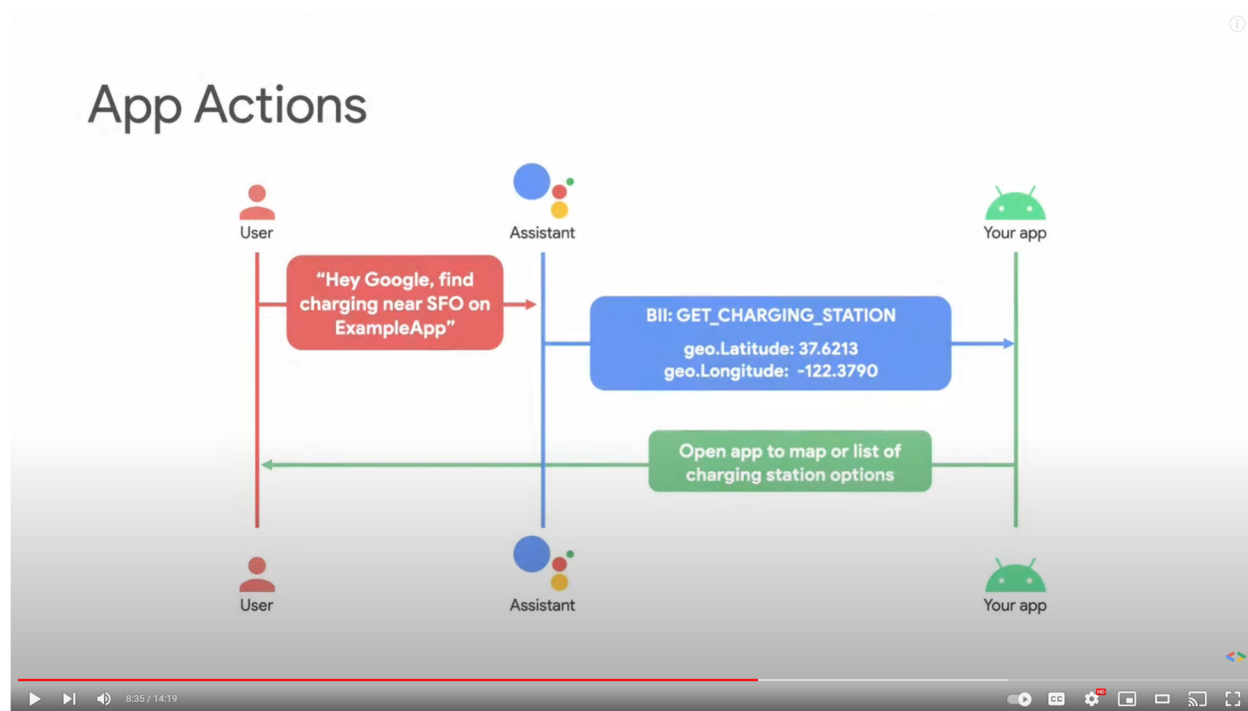 App Actions
User
Assistant
Your app
“Hey Google, find
charging near SFO on
ExampleApp”
BII: GET_CHARGING_STATION
geo.Latitude: 37.6213
geo.Longitude: -122.3790
Open app to map or list of
charging station options
User
Assistant
Your app
8:35 / 14:19
CC
HD